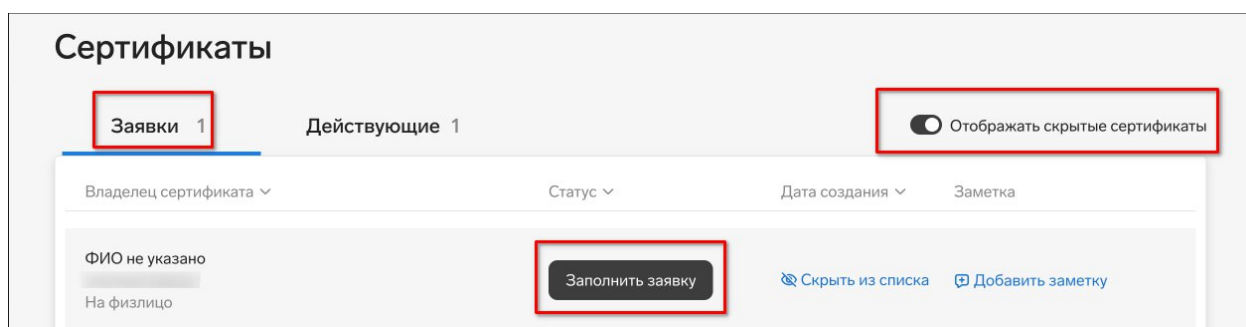 Сертификаты
Заявки 1 Действующие 1 Отображать скрытые сертификаты
Владелец сертификата Статус Дата создания Заметка
ФИО не указано
Заполнить заявку Скрыть из списка Добавить заметку
На физлицо